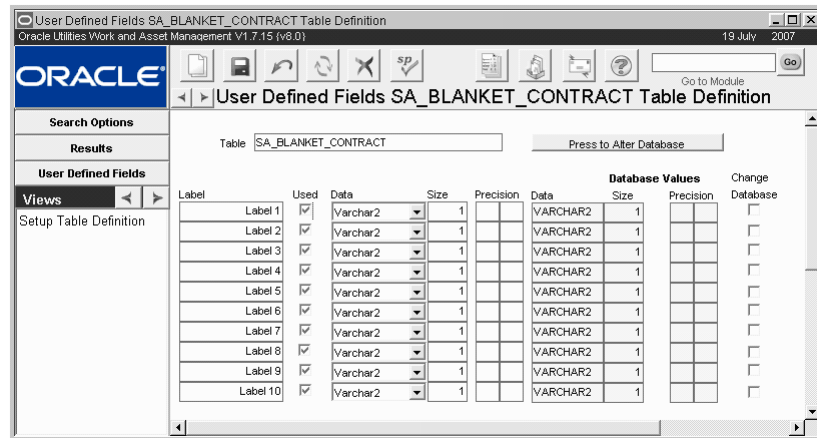 User Defined Fields SA_BLANKET_CONTRACT Table Definition
Oracle Utilities Work and Asset Management V1.7.15 {v8.0} 19 July 2007
ORACLE
sp
Go
Go to Module
User Defined Fields SA_BLANKET_CONTRACT Table Definition
Search Options
Results
User Defined Fields
Views
Setup Table Definition
Table SA_BLANKET_CONTRACT Press to Alter Database
Database Values Change
Label Used Data Size Precision Data Size Precision Database
Label 1 Varchar2 1 VARCHAR2 1
Label 2 Varchar2 1 VARCHAR2 1
Label 3 Varchar2 1 VARCHAR2 1
Label 4 Varchar2 1 VARCHAR2 1
Label 5 Varchar2 1 VARCHAR2 1
Label 6 Varchar2 1 VARCHAR2 1
Label 7 Varchar2 1 VARCHAR2 1
Label 8 Varchar2 1 VARCHAR2 1
Label 9 Varchar2 1 VARCHAR2 1
Label 10 Varchar2 1 VARCHAR2 1